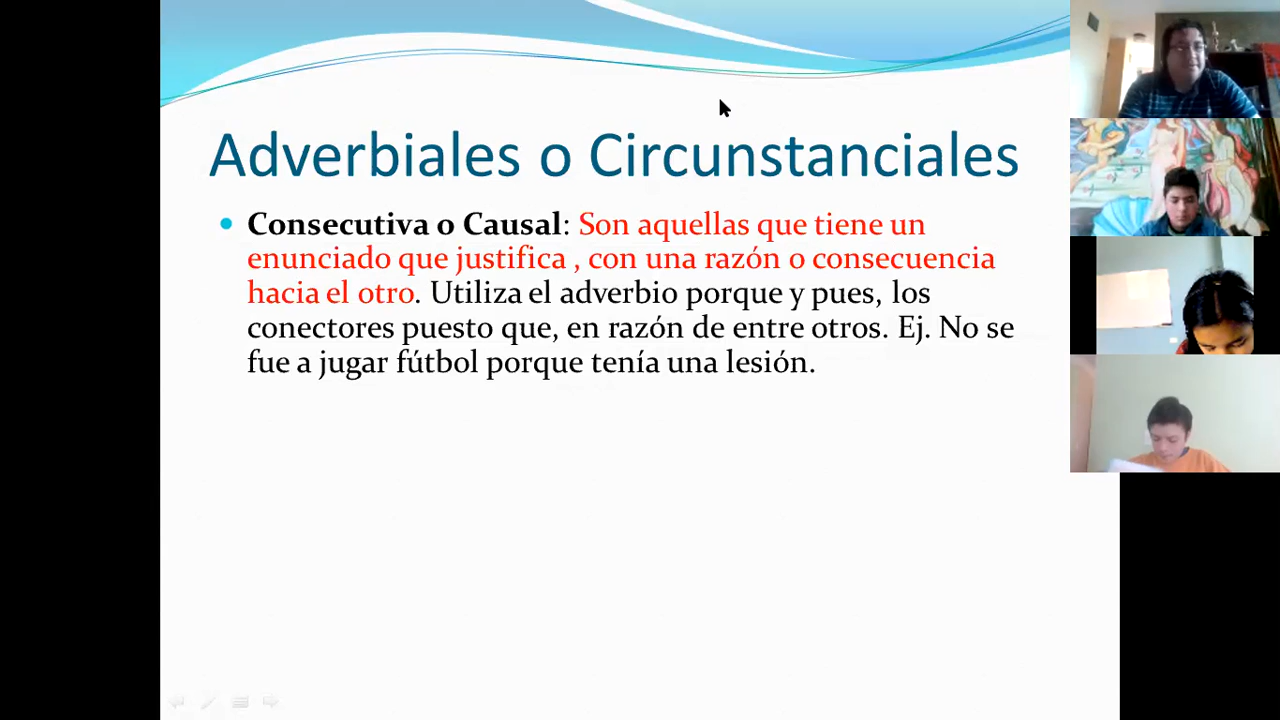 Adverbiales o Circunstanciales
Consecutiva o Causal: Son aquellas que tiene un
enunciado que justifica , con una razón o consecuencia
hacia el otro. Utiliza el adverbio porque y pues, los
conectores puesto que, en razón de entre otros. Ej. No se
fue a jugar fútbol porque tenía una lesión.